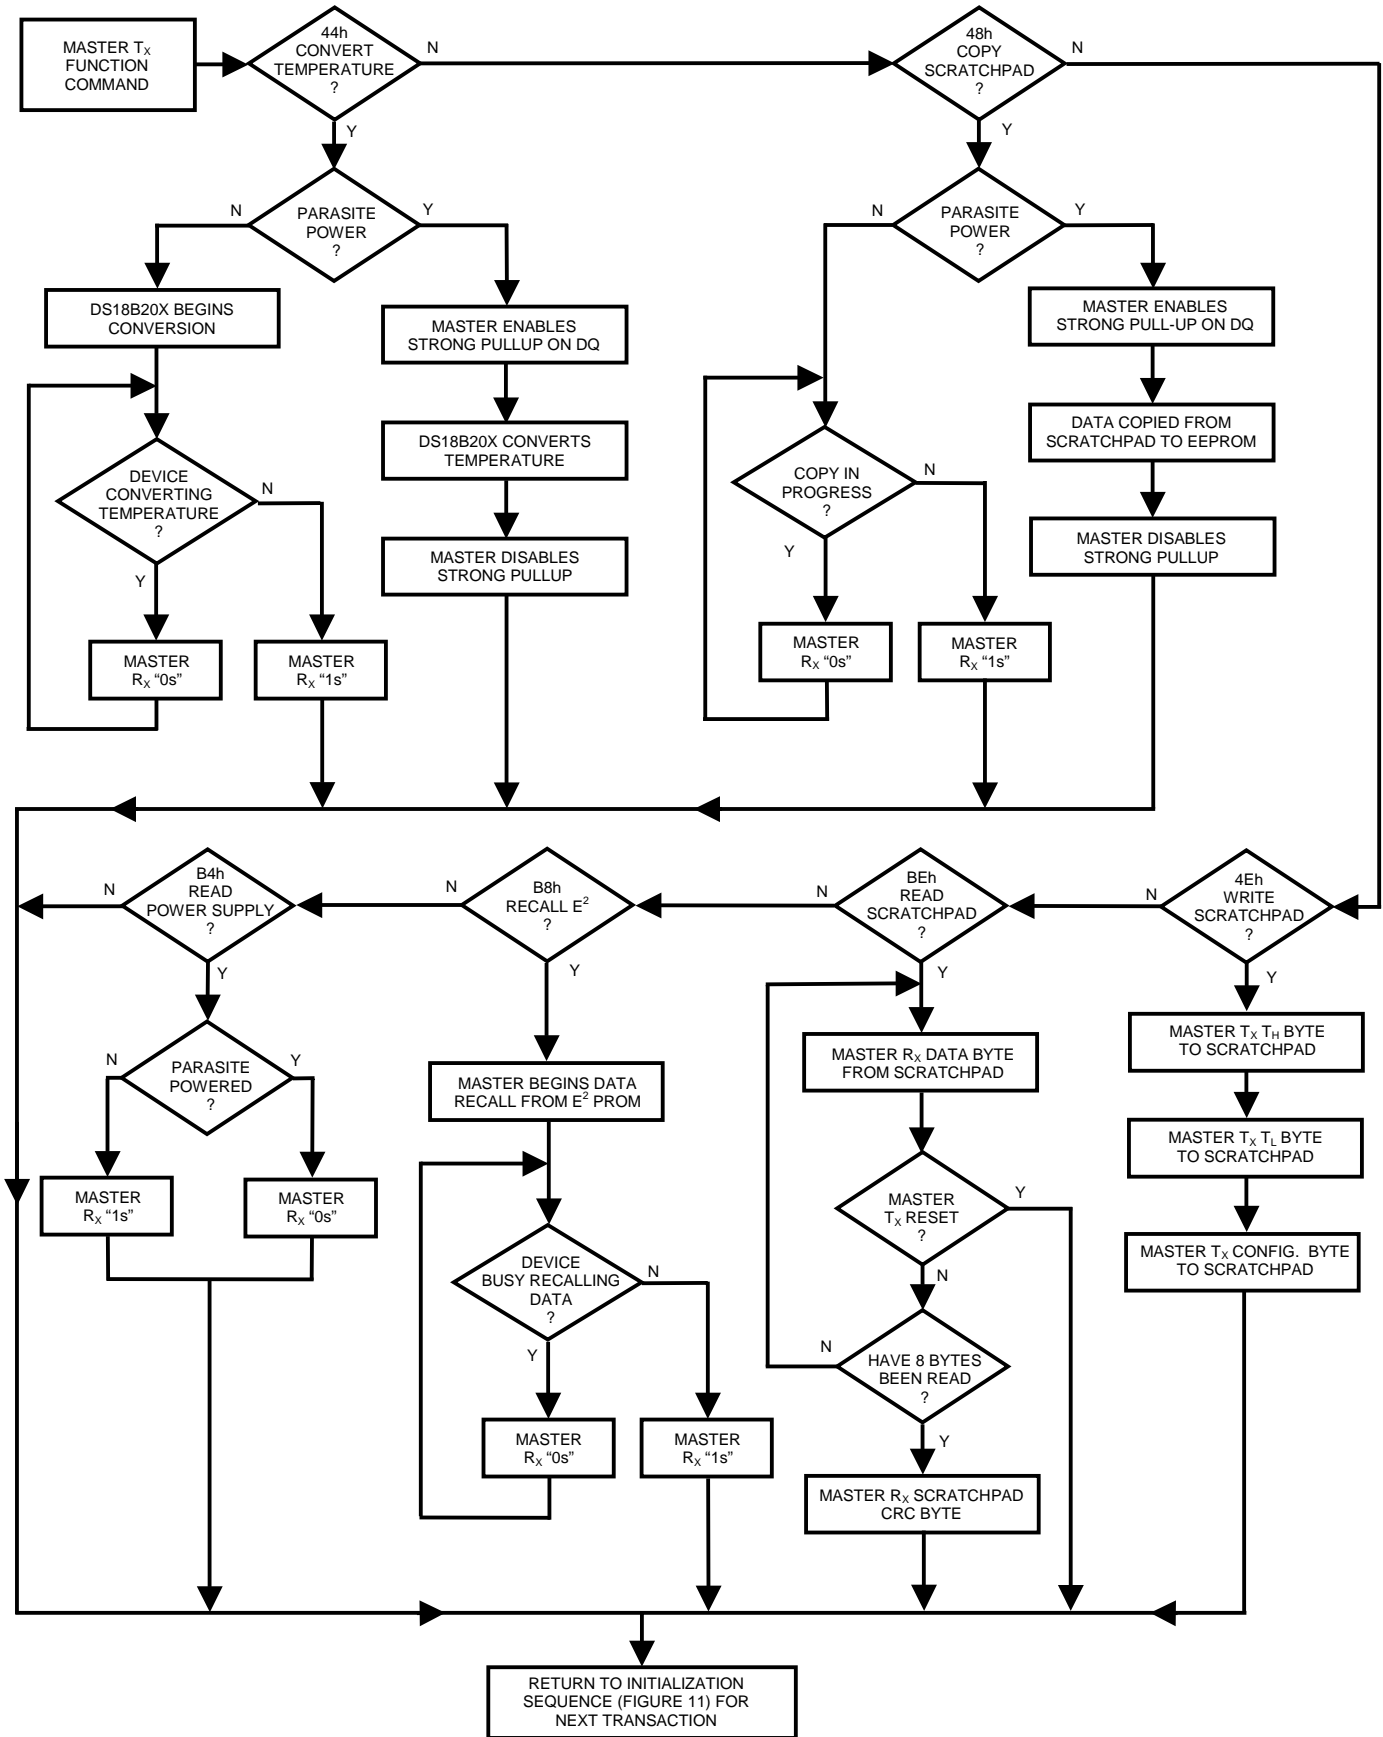 MASTER TX
FUNCTION
COMMAND
44h
CONVERT
TEMPERATURE
?
N
Y
48h
COPY
SCRATCHPAD
?
N
Y
PARASITE
POWER
?
N
Y
PARASITE
POWER
?
N
Y
DS18B20X BEGINS
CONVERSION
MASTER ENABLES
STRONG PULLUP ON DQ
MASTER ENABLES
STRONG PULL-UP ON DQ
DS18B20X CONVERTS
TEMPERATURE
DATA COPIED FROM
SCRATCHPAD TO EEPROM
DEVICE
CONVERTING
TEMPERATURE
?
N
Y
COPY IN
PROGRESS
?
N
Y
MASTER DISABLES
STRONG PULLUP
MASTER DISABLES
STRONG PULLUP
MASTER
RX “0s”
MASTER
RX “1s”
MASTER
RX “0s”
MASTER
RX “1s”
B4h
READ
POWER SUPPLY
?
N
Y
B8h
RECALL E2
?
N
Y
BEh
READ
SCRATCHPAD
?
N
Y
4Eh
WRITE
SCRATCHPAD
?
N
Y
PARASITE
POWERED
?
N
Y
MASTER BEGINS DATA
RECALL FROM E2 PROM
MASTER RX DATA BYTE
FROM SCRATCHPAD
MASTER TX TH BYTE
TO SCRATCHPAD
MASTER TX TL BYTE
TO SCRATCHPAD
MASTER
RX “1s”
MASTER
RX “0s”
MASTER
TX RESET
?
Y
N
MASTER TX CONFIG. BYTE
TO SCRATCHPAD
DEVICE
BUSY RECALLING
DATA
?
N
Y
HAVE 8 BYTES
BEEN READ
?
N
Y
MASTER
RX “0s”
MASTER
RX “1s”
MASTER RX SCRATCHPAD
CRC BYTE
RETURN TO INITIALIZATION
SEQUENCE (FIGURE 11) FOR
NEXT TRANSACTION